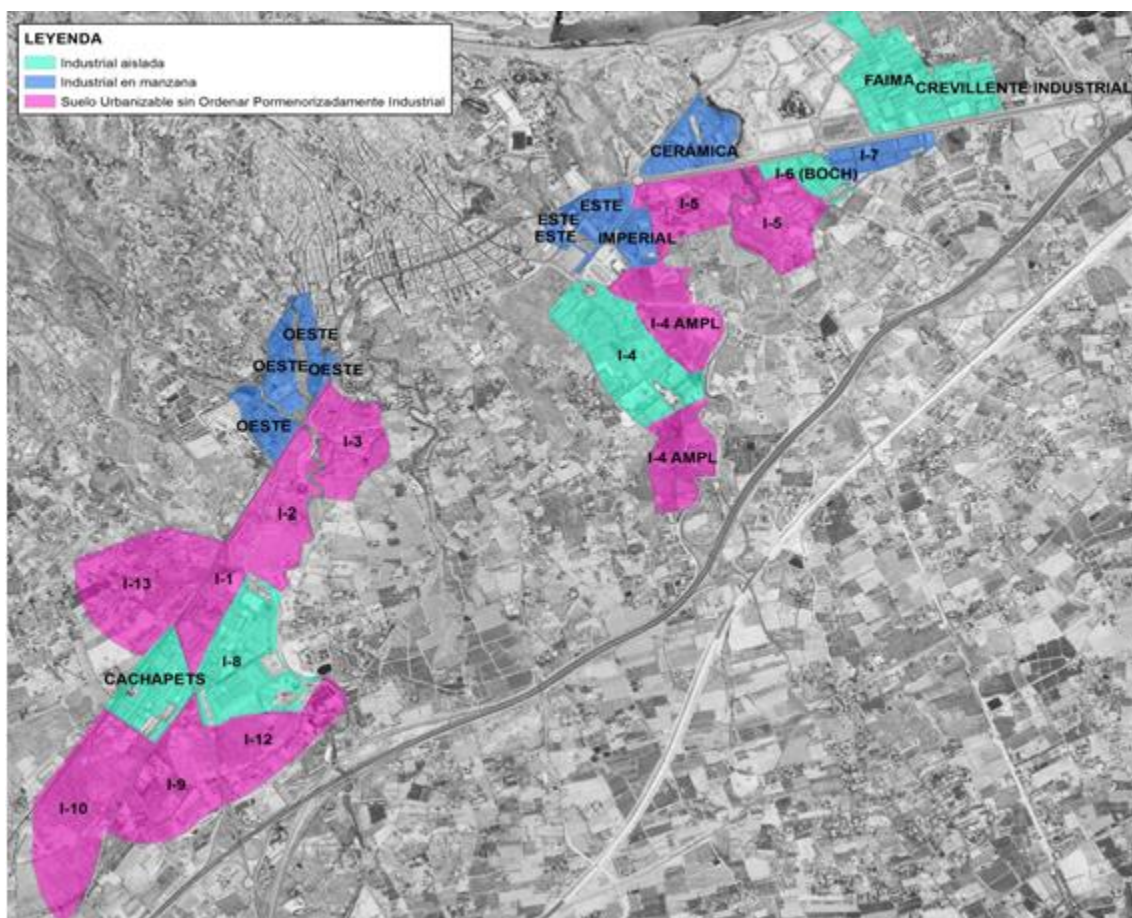 LEYENDA
Industrial aislada
Industrial en manzana
Suelo Urbanizable sin Ordenar Pormenorizadamente Industrial
FAIMA
CREVILLENTE INDUSTRIAL
CERÁMICA
I-7
I-6 (BOCH)
ESTE
I-5
ESTE
I-5
ESTE
IMPERIAL
I-4 AMPL
OESTE
I-4
OESTE
OESTE
OESTE
I-3
I-4 AMPL
I-2
I-13
I-1
I-8
CACHAPETS
I-12
I-9
I-10